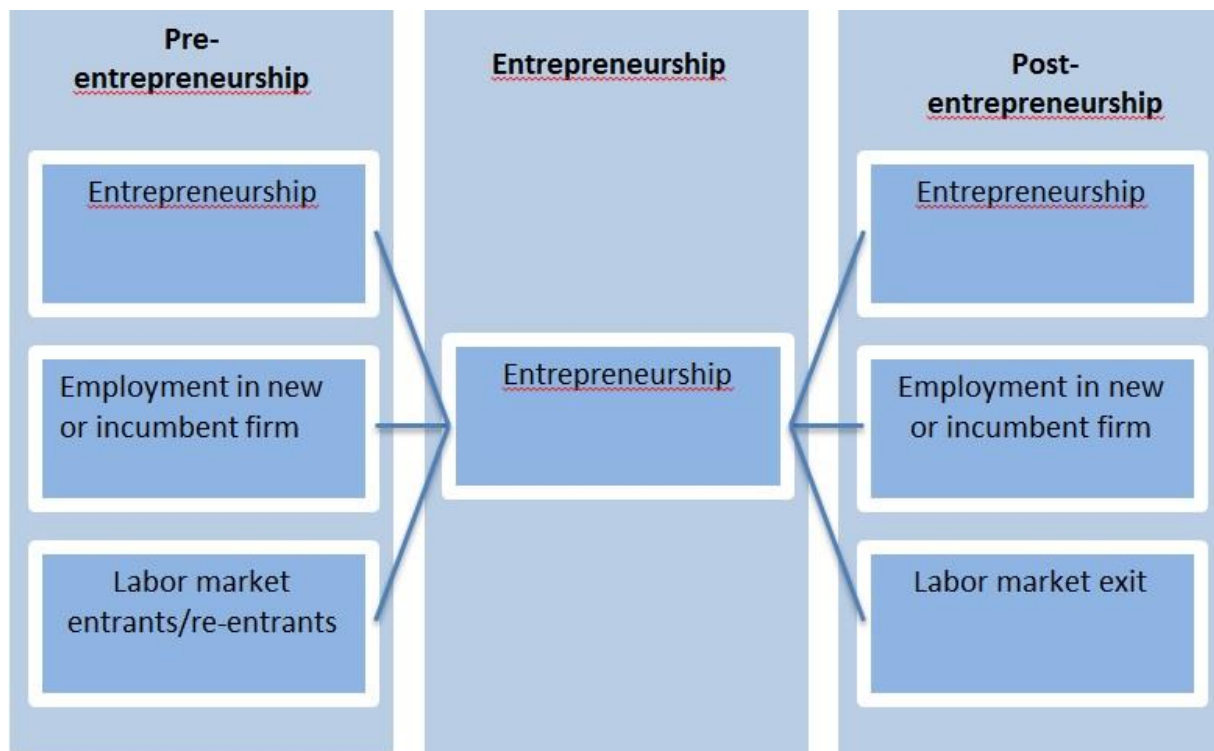 Pre-
entrepreneurship
Entrepreneurship
Employment in new
or incumbent firm
Labor market
entrants/re-entrants
Entrepreneurship
Entrepreneurship
Post-
entrepreneurship
Entrepreneurship
Employment in new
or incumbent firm
Labor market exit